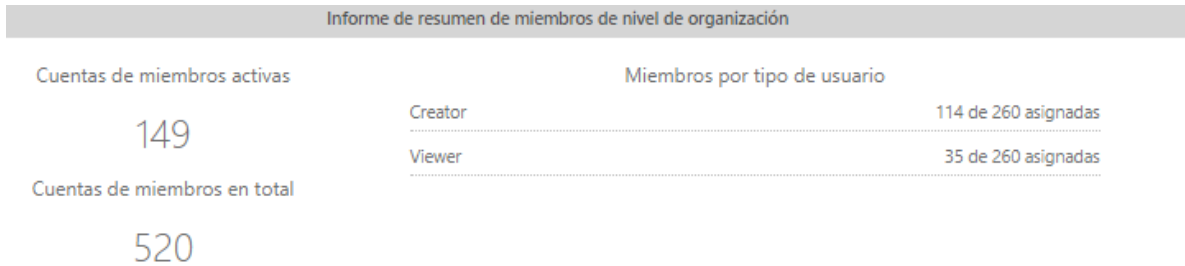 Informe de resumen de miembros de nivel de organización
Cuentas de miembros activas
149
Cuentas de miembros en total
520
Miembros por tipo de usuario
Creator 114 de 260 asignadas
Viewer 35 de 260 asignadas